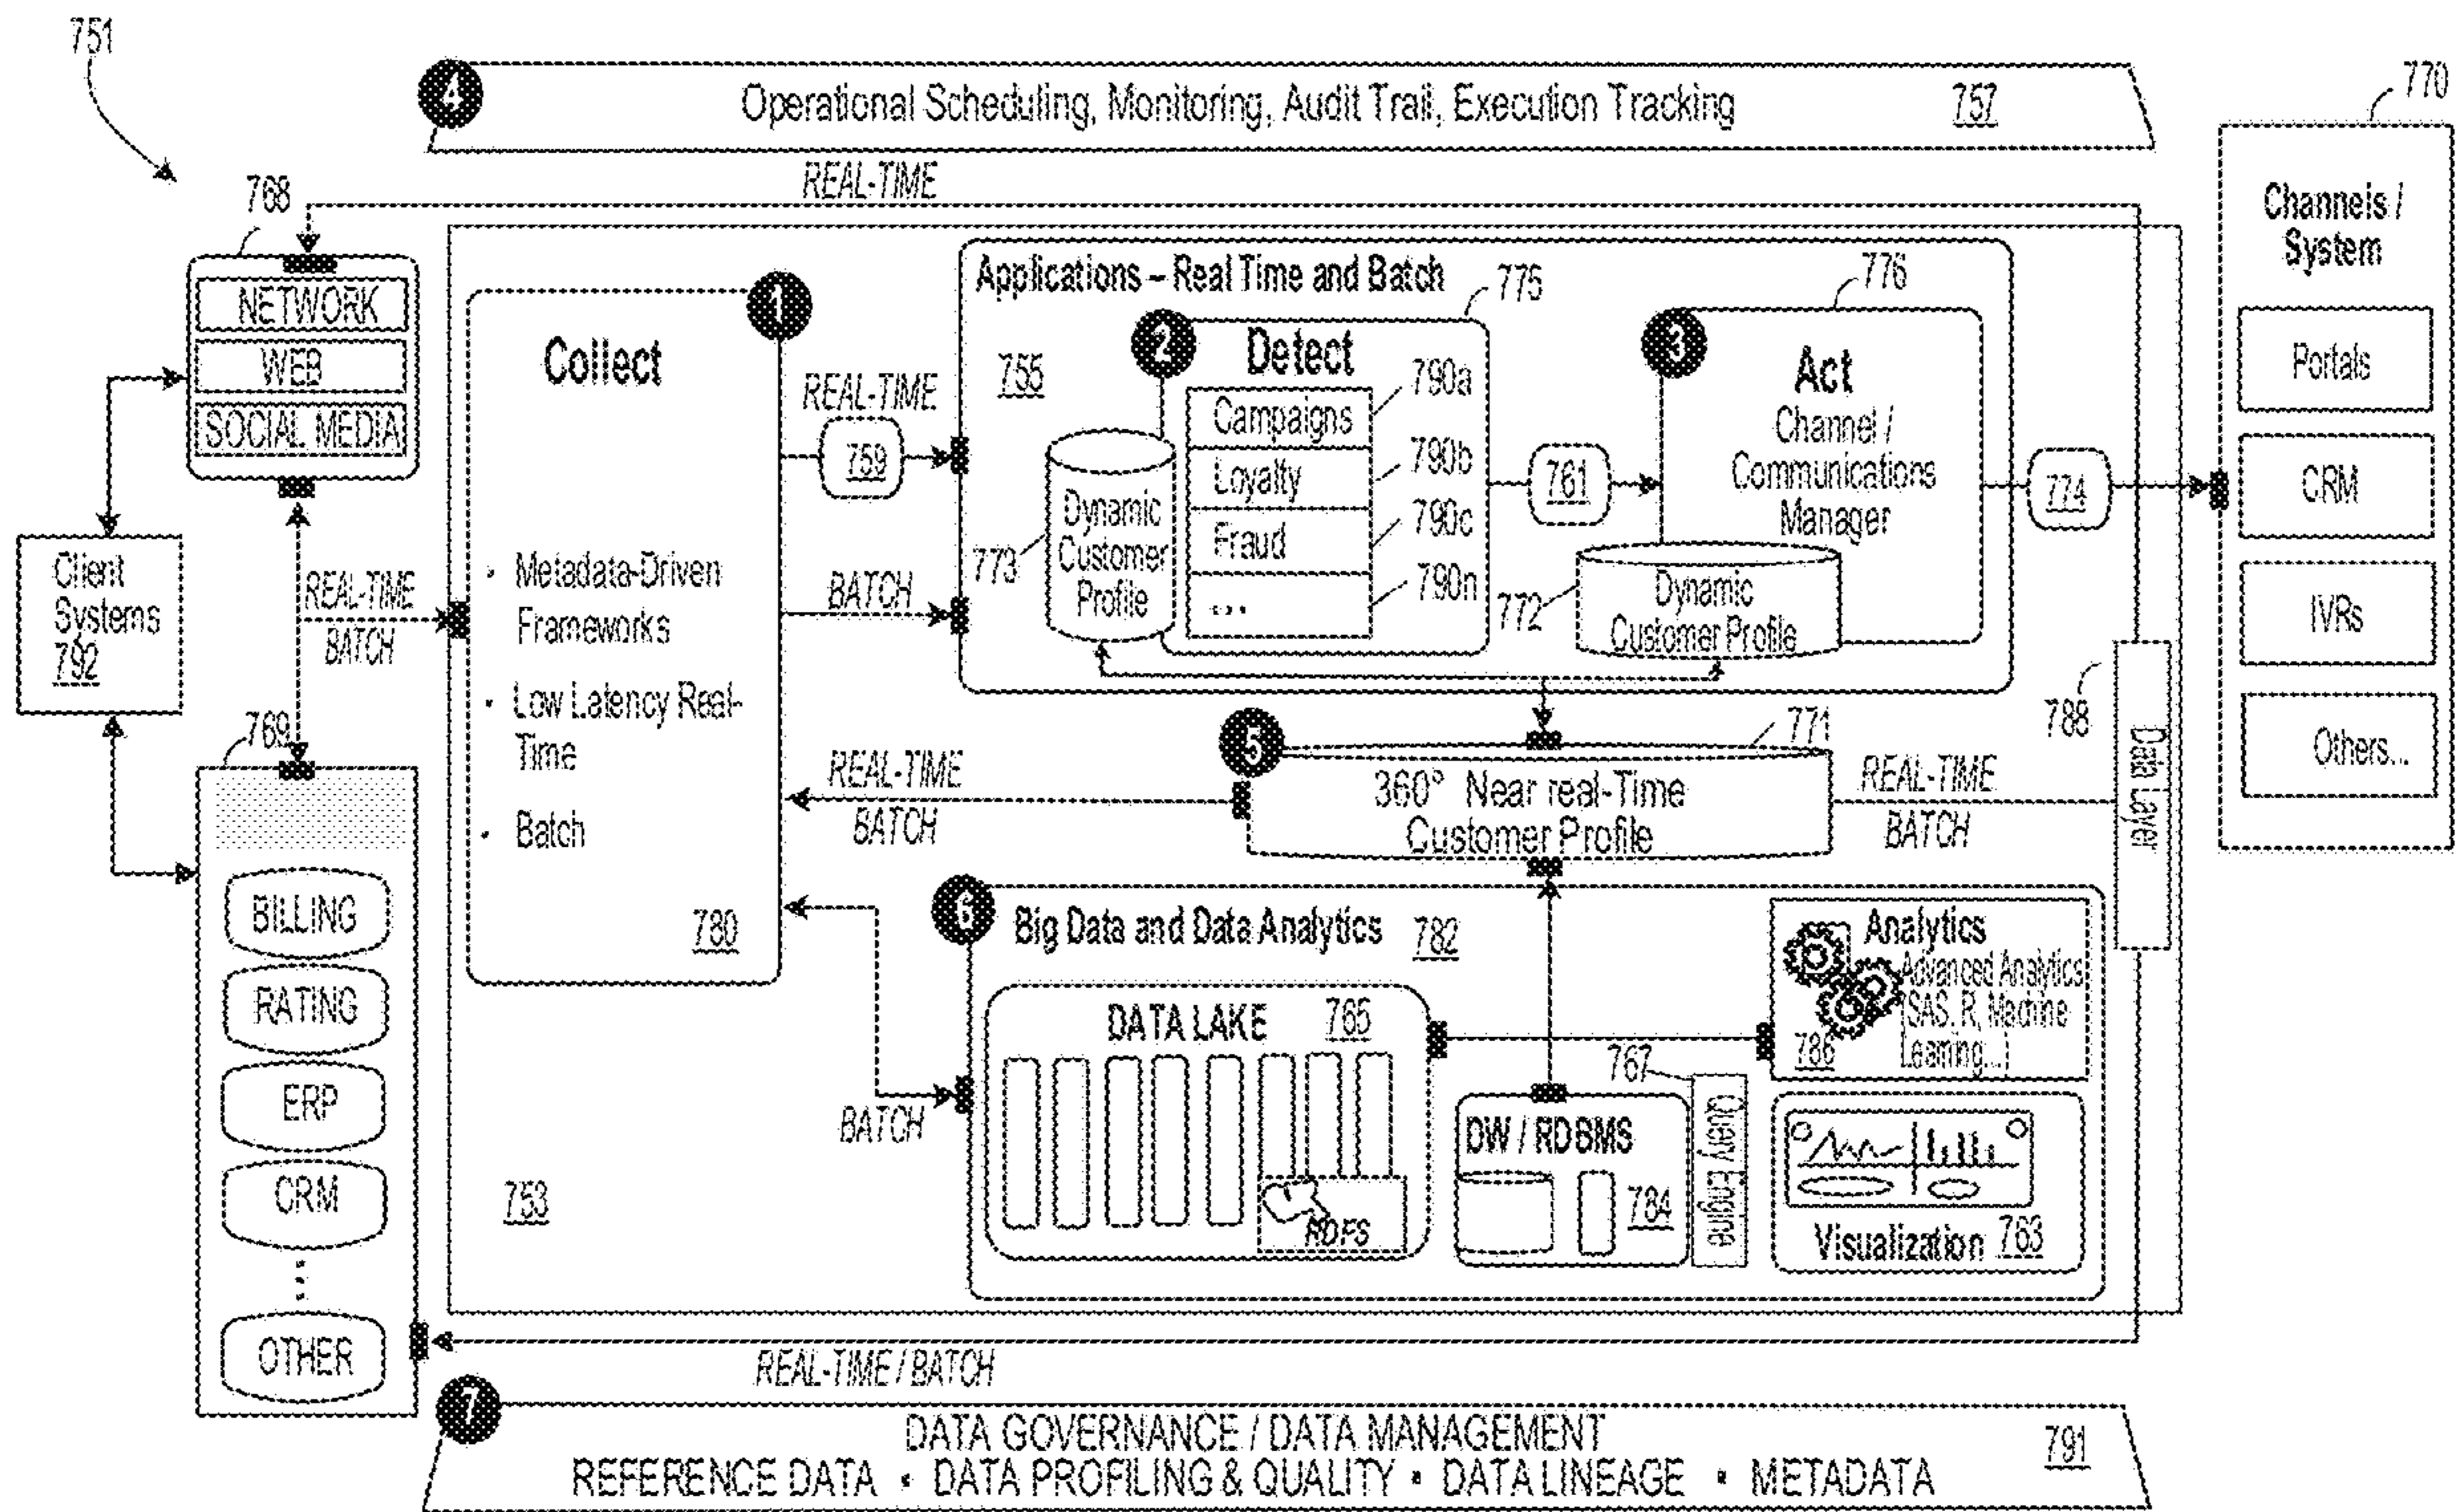 751
4
Operational Scheduling, Monitoring, Audit Trail, Execution Tracking
757
770
REAL-TIME
768
NETWORK
WEB
SOCIAL MEDIA
Client
Systems
792
REAL-TIME
BATCH
769
BILLING
RATING
ERP
CRM
OTHER
1
Collect
• Metadata-Driven
Frameworks
• Low Latency Real-
Time
• Batch
780
753
REAL-TIME
759
BATCH
Applications – Real Time and Batch
755
775
2
Detect
Campaigns
790a
Loyalty
790b
Fraud
790c
...
790n
Dynamic
Customer
Profile
773
761
776
3
Act
Channel /
Communications
Manager
Dynamic
Customer Profile
772
774
Channels /
System
Portals
CRM
IVRs
Others...
788
Data Layer
5
771
360° Near real-Time
Customer Profile
REAL-TIME
BATCH
REAL-TIME
BATCH
BATCH
6
Big Data and Data Analytics
782
DATA LAKE
765
DW / RDBMS
784
767
Query Engine
Analytics
Advanced Analytics
(SAS, R, Machine
Learning...)
786
Visualization
763
REAL-TIME / BATCH
7
DATA GOVERNANCE / DATA MANAGEMENT
791
REFERENCE DATA • DATA PROFILING & QUALITY • DATA LINEAGE • METADATA